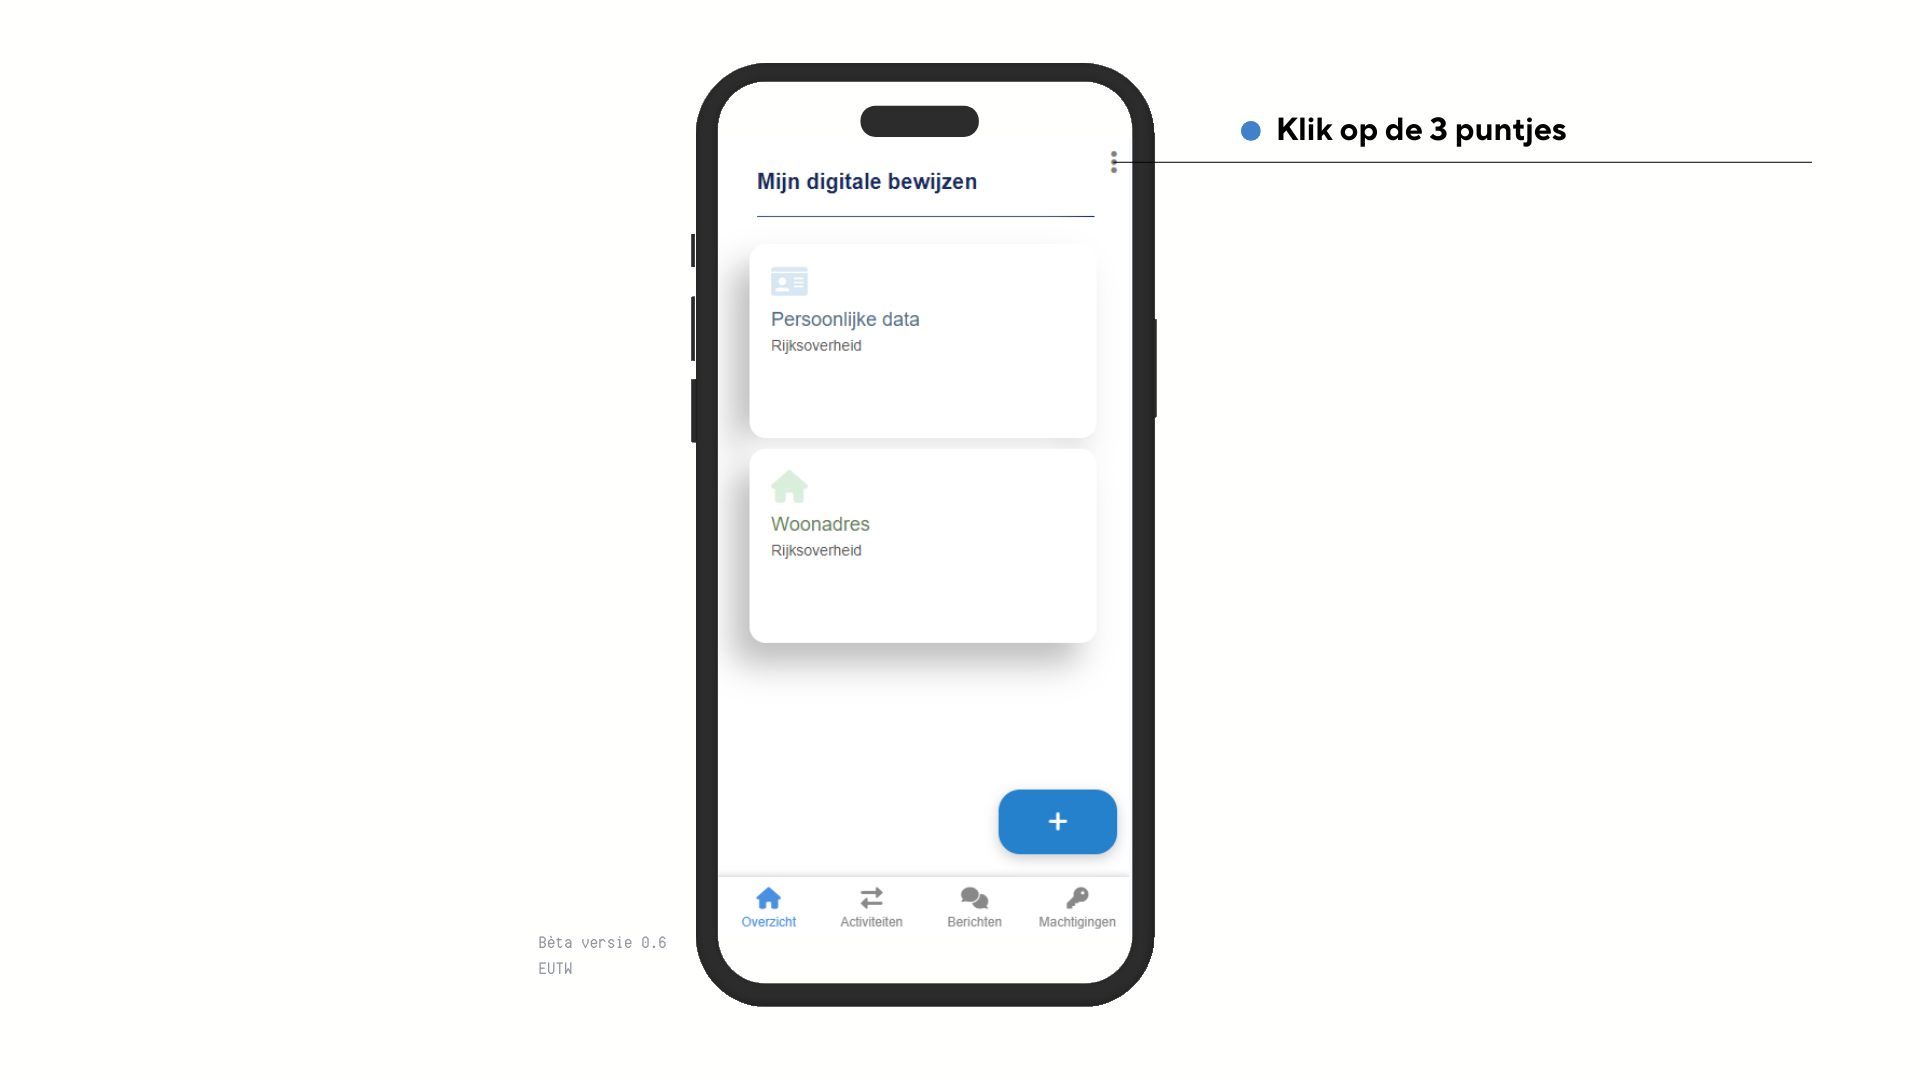 Klik op de 3 puntjes
Mijn digitale bewijzen
Persoonlijke data
Rijksoverheid
Woonadres
Rijksoverheid
+
Overzicht
Activiteiten
Berichten
Machtigingen
Bèta versie 0.6
EUTW